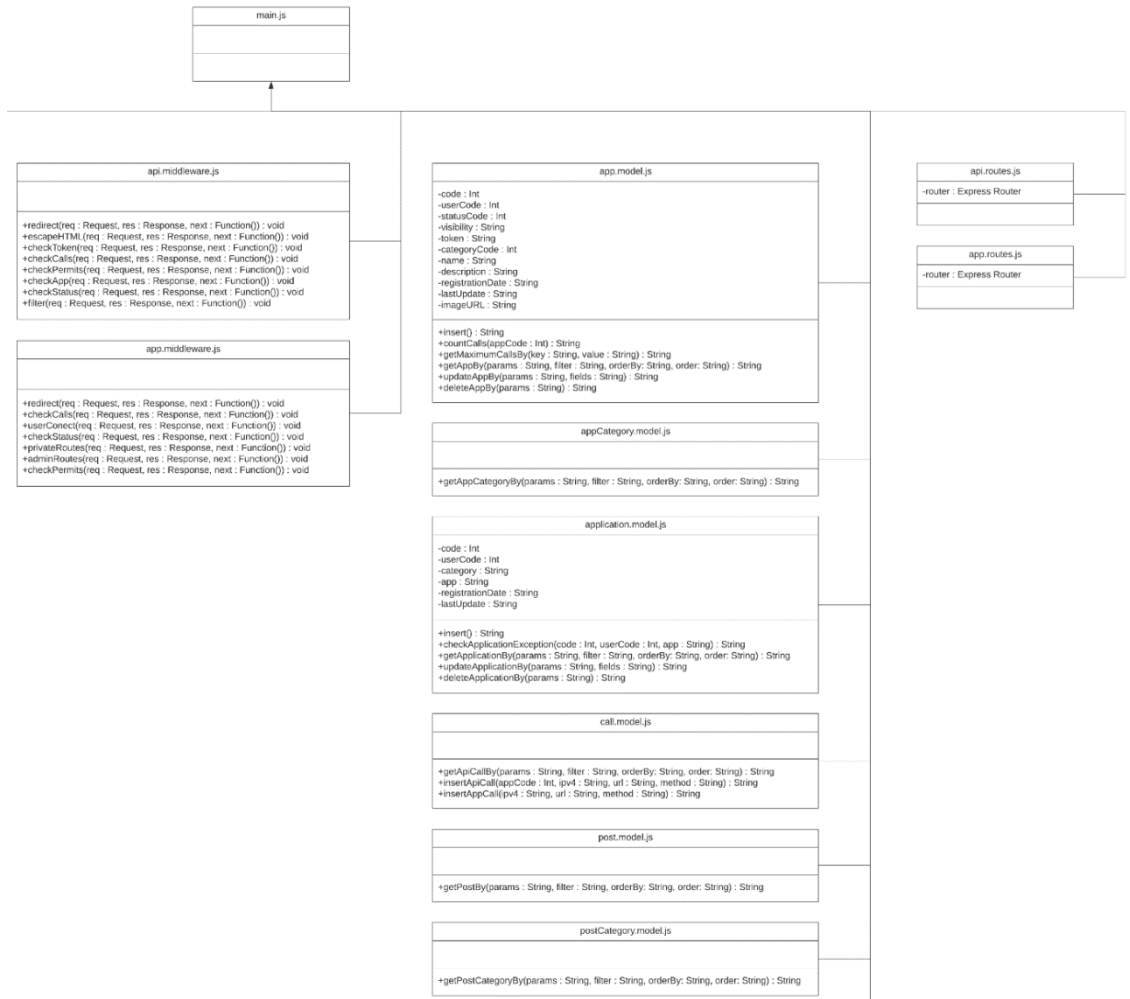 main.js
api.middleware.js
+redirect(req : Request, res : Response, next : Function()) : void
+escapeHTML(req : Request, res : Response, next : Function()) : void
+checkToken(req : Request, res : Response, next : Function()) : void
+checkCalls(req : Request, res : Response, next : Function()) : void
+checkPermits(req : Request, res : Response, next : Function()) : void
+checkApp(req : Request, res : Response, next : Function()) : void
+checkStatus(req : Request, res : Response, next : Function()) : void
+filter(req : Request, res : Response, next : Function()) : void
app.middleware.js
+redirect(req : Request, res : Response, next : Function()) : void
+checkCalls(req : Request, res : Response, next : Function()) : void
+userConect(req : Request, res : Response, next : Function()) : void
+checkStatus(req : Request, res : Response, next : Function()) : void
+privateRoutes(req : Request, res : Response, next : Function()) : void
+adminRoutes(req : Request, res : Response, next : Function()) : void
+checkPermits(req : Request, res : Response, next : Function()) : void
app.model.js
-code : Int
-userCode : Int
-statusCode : Int
-visibility : String
-token : String
-categoryCode : Int
-name : String
-description : String
-registrationDate : String
-lastUpdate : String
-imageURL : String
+insert() : String
+countCalls(appCode : Int) : String
+getMaximumCallsBy(key : String, value : String) : String
+getAppBy(params : String, filter : String, orderBy: String, order: String) : String
+updateAppBy(params : String, fields : String) : String
+deleteAppBy(params : String) : String
appCategory.model.js
+getAppCategoryBy(params : String, filter : String, orderBy: String, order: String) : String
application.model.js
-code : Int
-userCode : Int
-category : String
-app : String
-registrationDate : String
-lastUpdate : String
+insert() : String
+checkApplicationException(code : Int, userCode : Int, app : String) : String
+getApplicationBy(params : String, filter : String, orderBy: String, order: String) : String
+updateApplicationBy(params : String, fields : String) : String
+deleteApplicationBy(params : String) : String
call.model.js
+getApiCallBy(params : String, filter : String, orderBy: String, order: String) : String
+insertApiCall(appCode : Int, ipv4 : String, url : String, method : String) : String
+insertAppCall(ipv4 : String, url : String, method : String) : String
post.model.js
+getPostBy(params : String, filter : String, orderBy: String, order: String) : String
postCategory.model.js
+getPostCategoryBy(params : String, filter : String, orderBy: String, order: String) : String
api.routes.js
-router : Express Router
app.routes.js
-router : Express Router